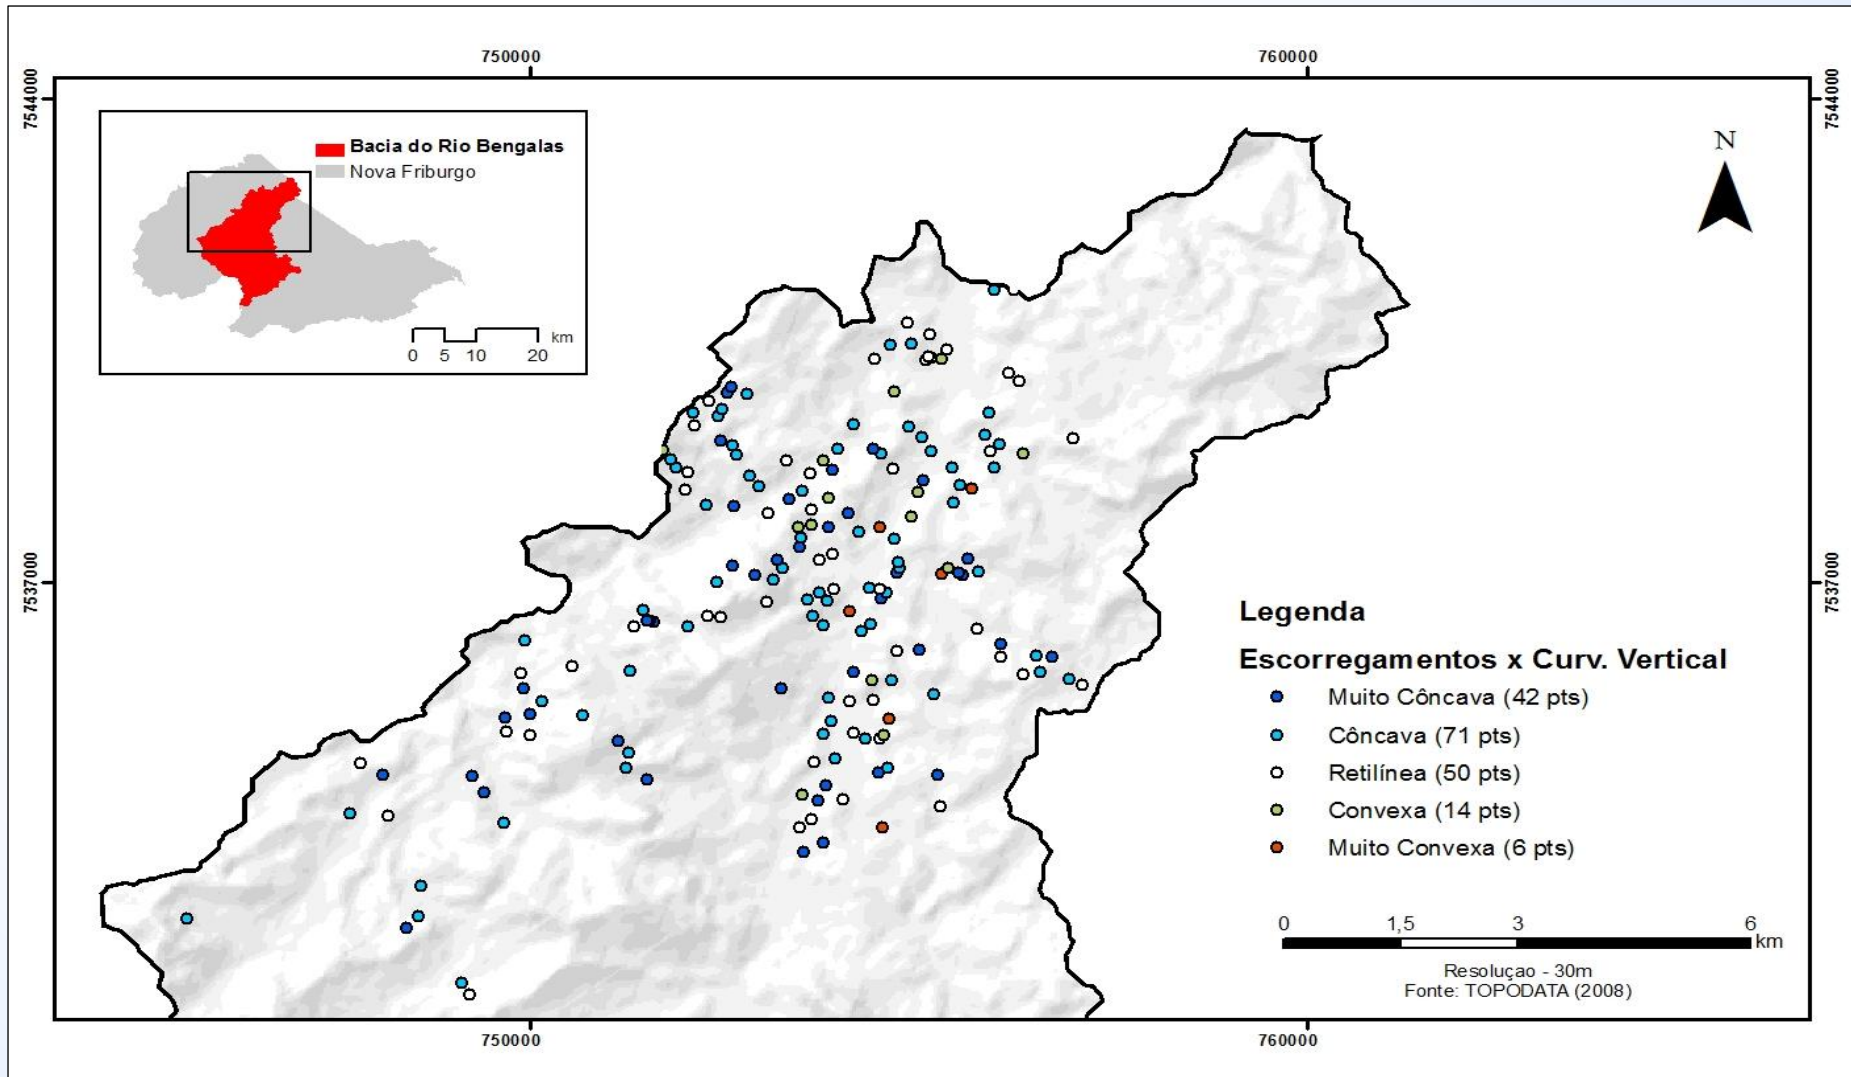 750000
760000
7544000
7544000
Bacia do Rio Bengalas
Nova Friburgo
km
0 5 10 20
N
7537000
7537000
Legenda
Escorregamentos x Curv. Vertical
Muito Côncava (42 pts)
Côncava (71 pts)
Retilínea (50 pts)
Convexa (14 pts)
Muito Convexa (6 pts)
0 1,5 3 6
km
Resoluçao - 30m
Fonte: TOPODATA (2008)
750000
760000